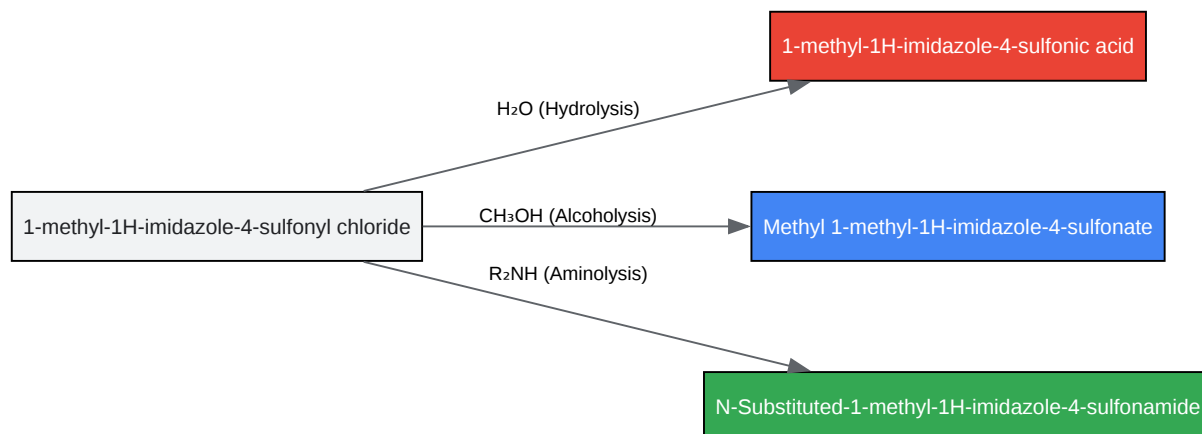 1-methyl-1H-imidazole-4-sulfonic acid
H₂O (Hydrolysis)
1-methyl-1H-imidazole-4-sulfonyl chloride
CH₃OH (Alcoholysis)
Methyl 1-methyl-1H-imidazole-4-sulfonate
R₂NH (Aminolysis)
N-Substituted-1-methyl-1H-imidazole-4-sulfonamide